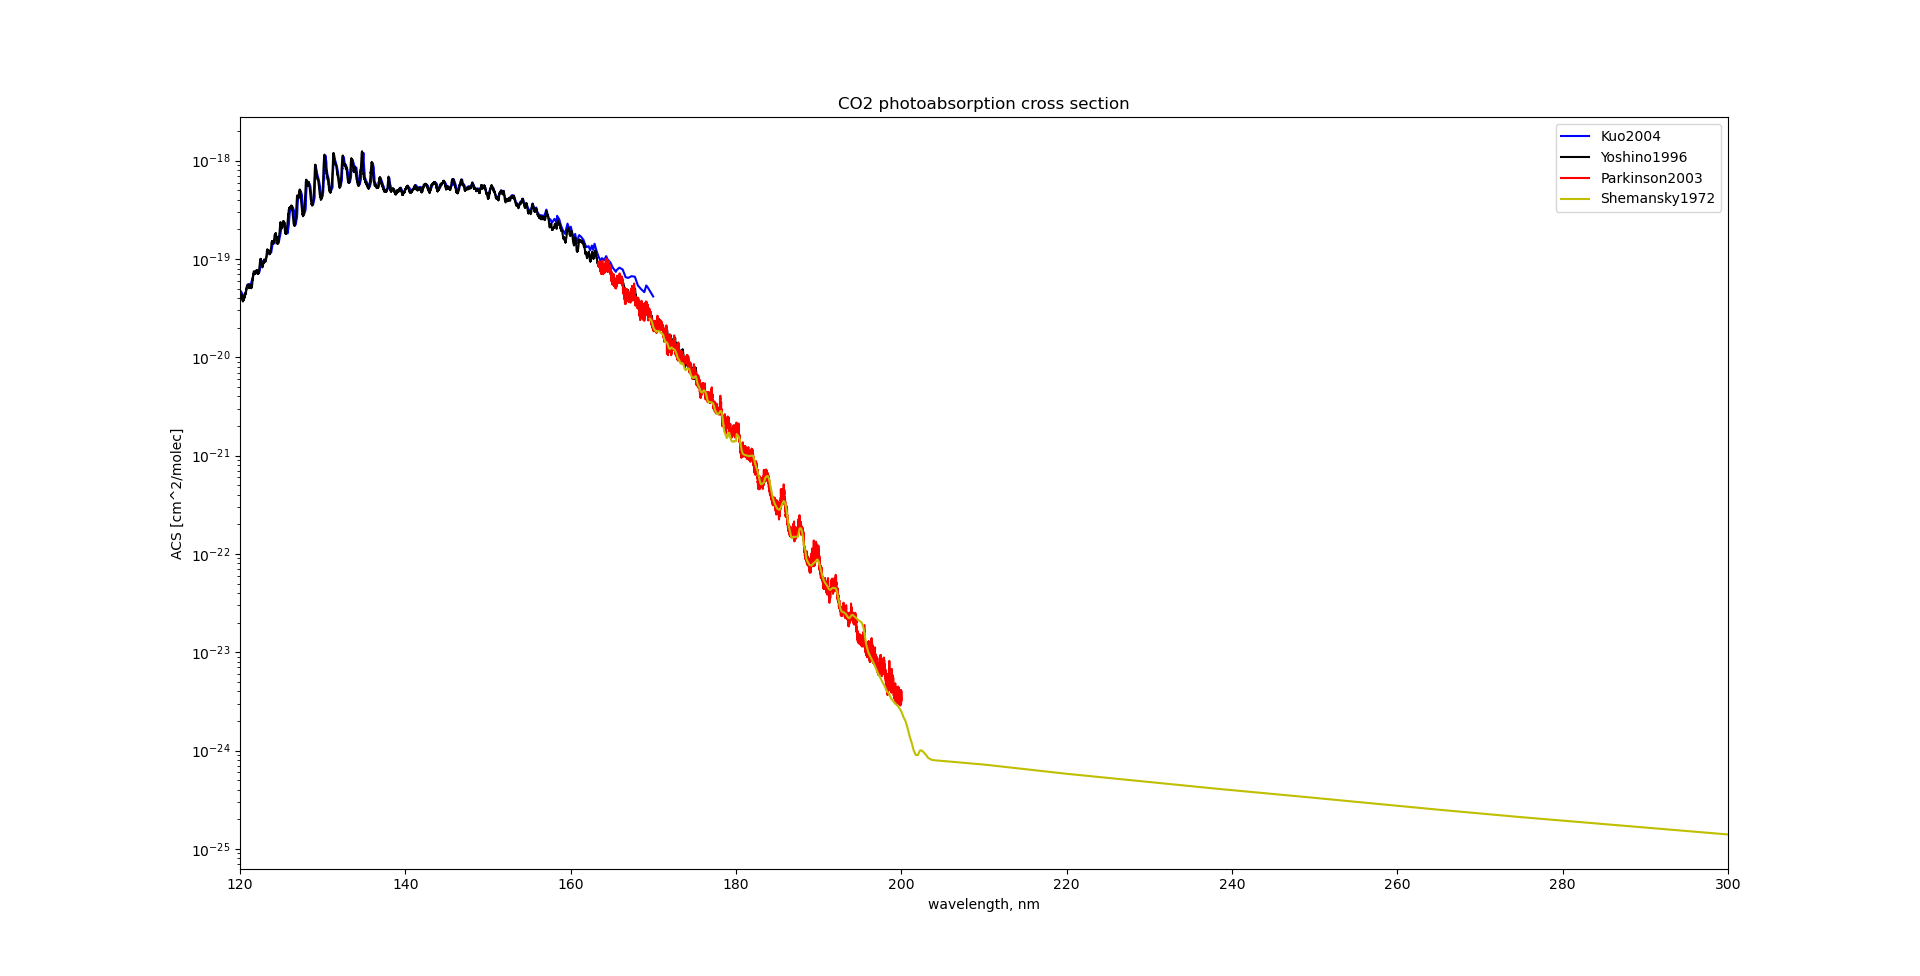 CO2 photoabsorption cross section
Kuo2004
Yoshino1996
Parkinson2003
Shemansky1972
ACS [cm^2/molec]
10⁻¹⁸
10⁻¹⁹
10⁻²⁰
10⁻²¹
10⁻²²
10⁻²³
10⁻²⁴
10⁻²⁵
120 140 160 180 200 220 240 260 280 300
wavelength, nm